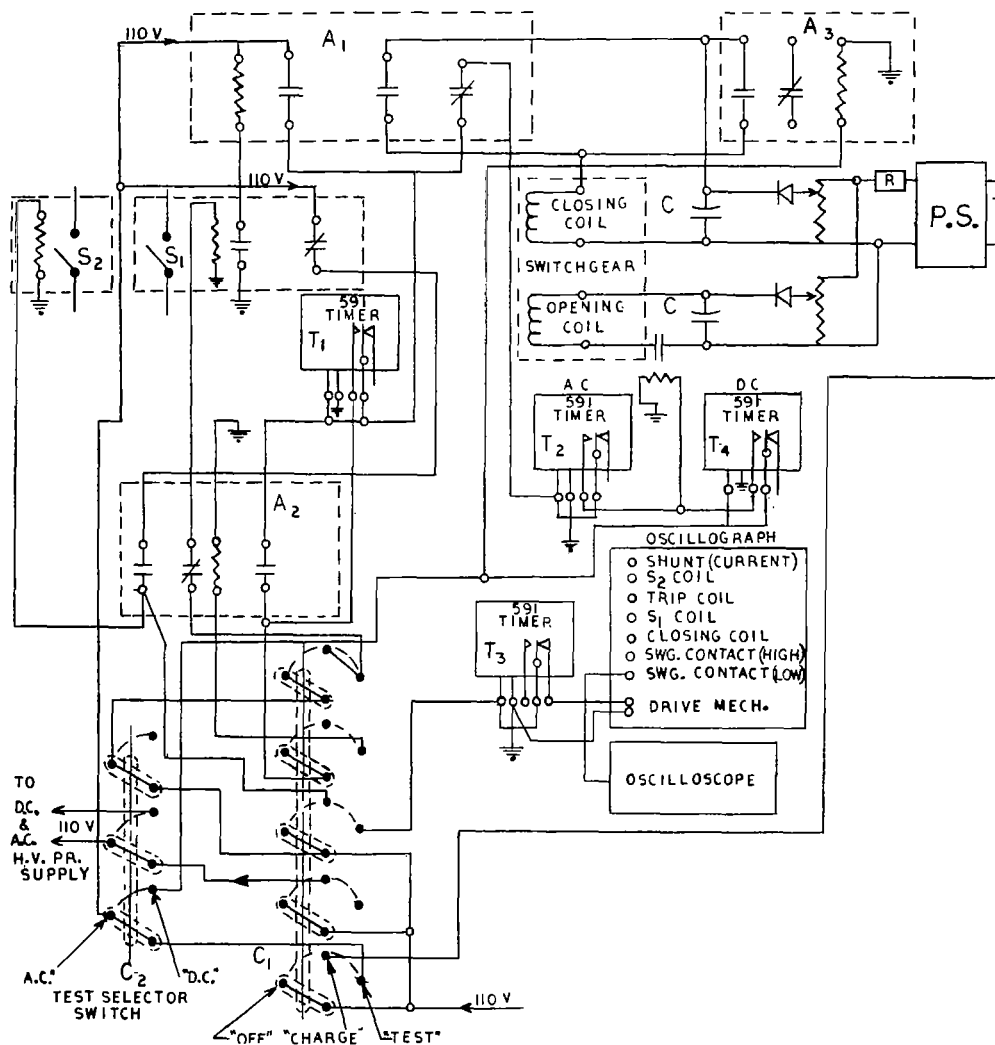 110 V
A1
A3
110 V
S2
S1
CLOSING
COIL
SWITCHGEAR
OPENING
COIL
C
C
R
P.S.
591
TIMER
T1
A C
591
TIMER
T2
D C
591
TIMER
T4
A2
OSCILLOGRAPH
SHUNT (CURRENT)
S2 COIL
TRIP COIL
S1 COIL
CLOSING COIL
SWG. CONTACT (HIGH)
SWG. CONTACT (LOW)
DRIVE MECH.
591
TIMER
T3
OSCILLOSCOPE
TO
D.C.
&
A.C.
110 V
H.V. PR.
SUPPLY
A.C."
C2
"D.C."
TEST SELECTOR
SWITCH
C1
110 V
"OFF" "CHARGE" "TEST"